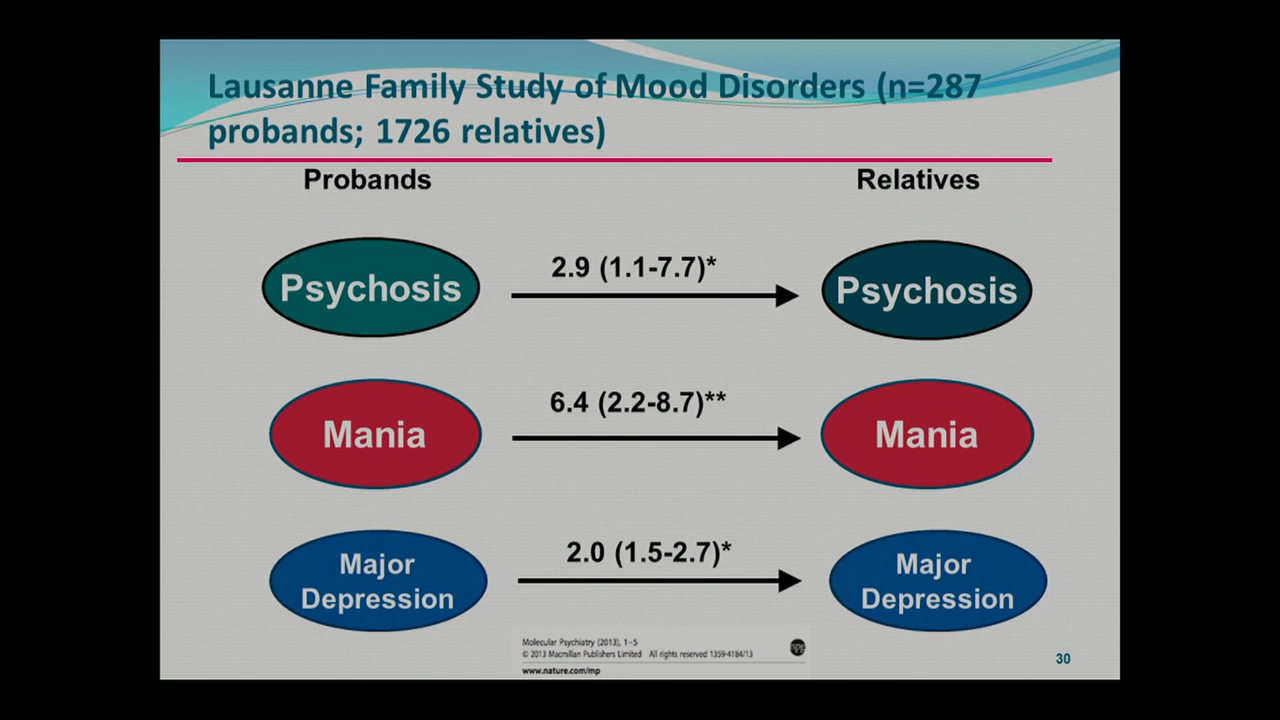 Lausanne Family Study of Mood Disorders (n=287
probands; 1726 relatives)
Probands
Relatives
Psychosis
2.9 (1.1-7.7)*
Psychosis
Mania
6.4 (2.2-8.7)**
Mania
Major
Depression
2.0 (1.5-2.7)*
Major
Depression
Molecular Psychiatry (2013), 1–5
© 2013 Macmillan Publishers Limited All rights reserved 1359-4184/13
www.nature.com/mp
npg
30